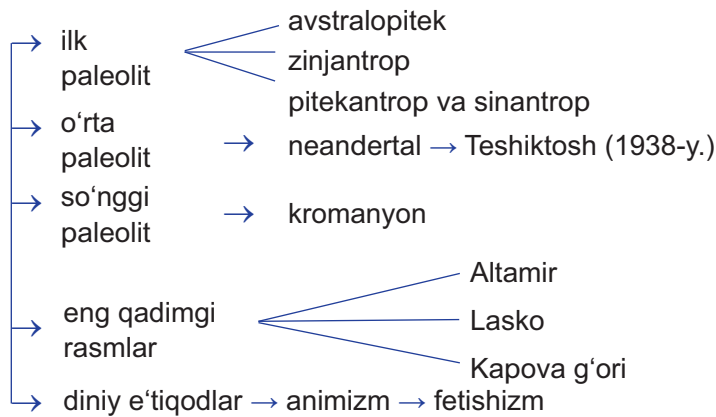 ilk
paleolit
avstralopitek
zinjantrop
pitekantrop va sinantrop
o‘rta
paleolit
→ neandertal → Teshiktosh (1938-y.)
so‘nggi
paleolit
→ kromanyon
eng qadimgi
rasmlar
Altamir
Lasko
Kapova g‘ori
diniy e‘tiqodlar → animizm → fetishizm